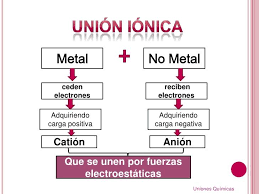 UNIÓN IÓNICA
Metal + No Metal
ceden
electrones
reciben
electrones
Adquiriendo
carga positiva
Adquiriendo
carga negativa
Catión
Anión
Que se unen por fuerzas
electroestáticas
Uniones Químicas